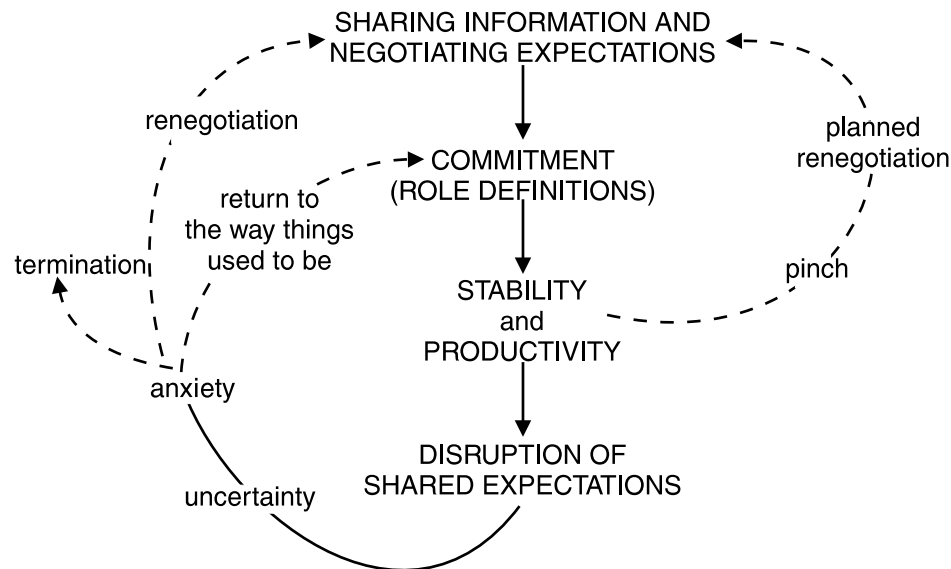 SHARING INFORMATION AND
NEGOTIATING EXPECTATIONS
renegotiation
planned
renegotiation
COMMITMENT
(ROLE DEFINITIONS)
return to
the way things
used to be
termination
pinch
STABILITY
and
PRODUCTIVITY
anxiety
DISRUPTION OF
SHARED EXPECTATIONS
uncertainty